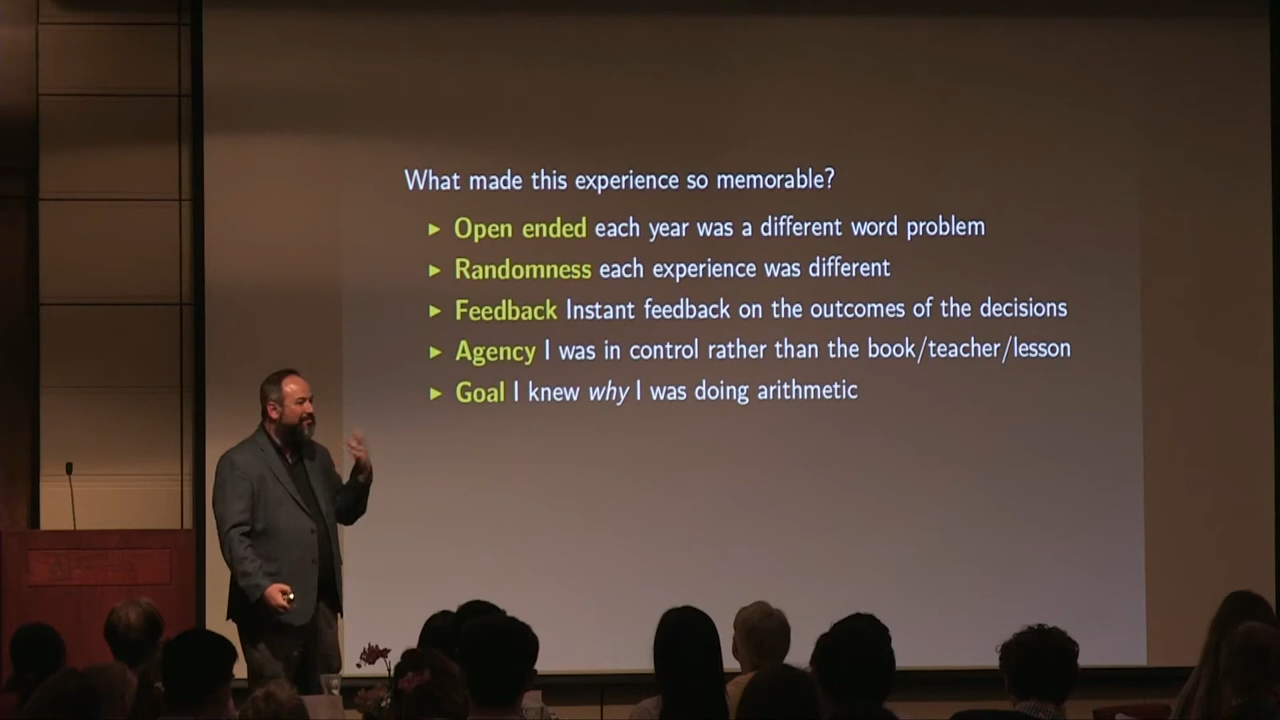 What made this experience so memorable?
▶ Open ended each year was a different word problem
▶ Randomness each experience was different
▶ Feedback Instant feedback on the outcomes of the decisions
▶ Agency I was in control rather than the book/teacher/lesson
▶ Goal I knew why I was doing arithmetic